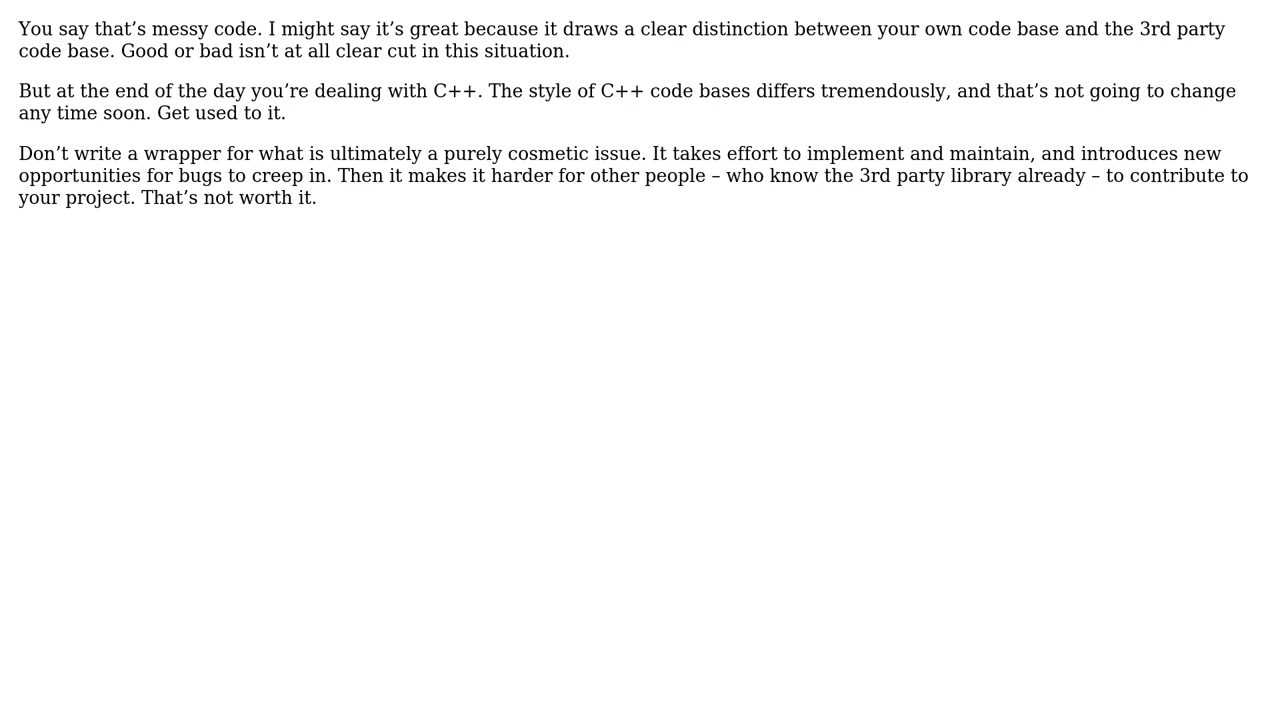 You say that’s messy code. I might say it’s great because it draws a clear distinction between your own code base and the 3rd party
code base. Good or bad isn’t at all clear cut in this situation.
But at the end of the day you’re dealing with C++. The style of C++ code bases differs tremendously, and that’s not going to change
any time soon. Get used to it.
Don’t write a wrapper for what is ultimately a purely cosmetic issue. It takes effort to implement and maintain, and introduces new
opportunities for bugs to creep in. Then it makes it harder for other people – who know the 3rd party library already – to contribute to
your project. That’s not worth it.